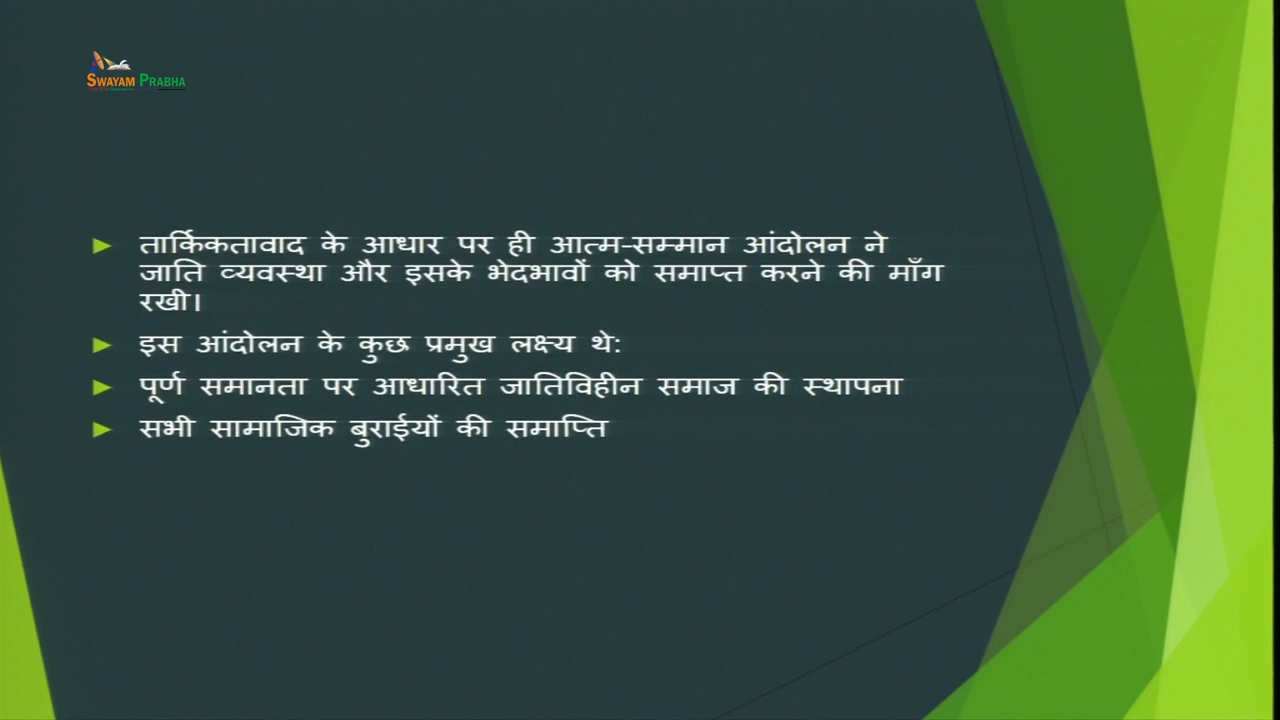 SWAYAM PRABHA
तार्किकतावाद के आधार पर ही आत्म-सम्मान आंदोलन ने
जाति व्यवस्था और इसके भेदभावों को समाप्त करने की माँग
रखी।
इस आंदोलन के कुछ प्रमुख लक्ष्य थे:
पूर्ण समानता पर आधारित जातिविहीन समाज की स्थापना
सभी सामाजिक बुराईयों की समाप्ति